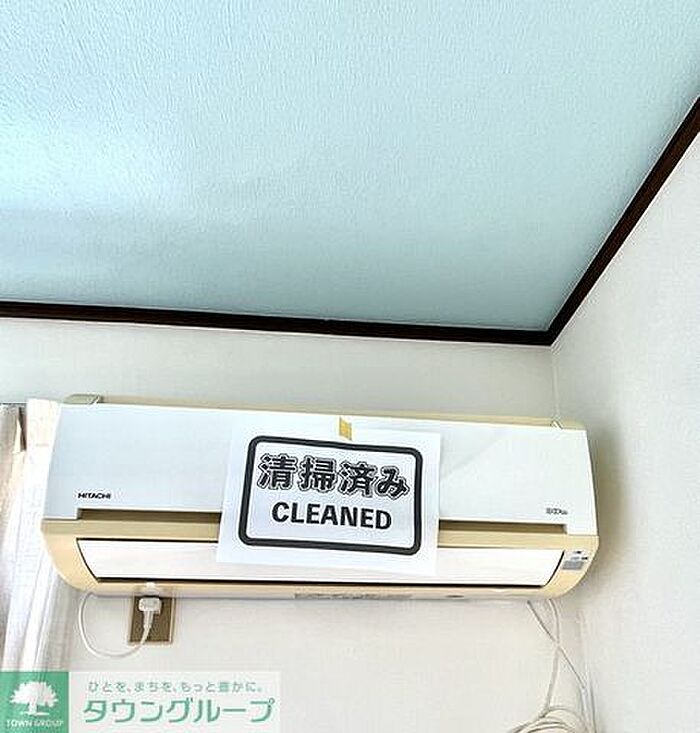 清掃済み
CLEANED
HITACHI
ひとを、まちを、もっと豊かに。
タウングループ
TOWN GROUP